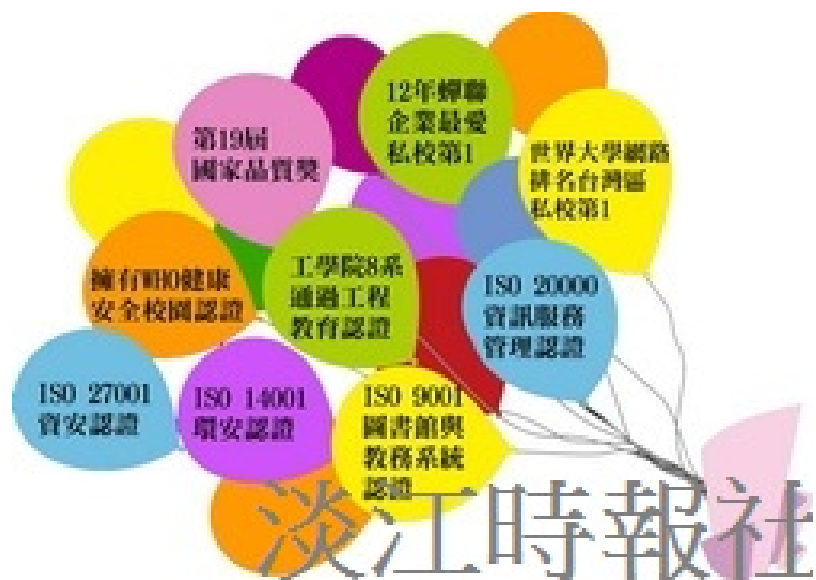 12年蟬聯
企業最愛
私校第1
第19屆
國家品質獎
世界大學網路
排名台灣區
私校第1
擁有WHO健康
安全校園認證
工學院8系
通過工程
教育認證
ISO 20000
資訊服務
管理認證
ISO 27001
資安認證
ISO 14001
環安認證
ISO 9001
圖書館與
教務系統
認證
淡江時報社